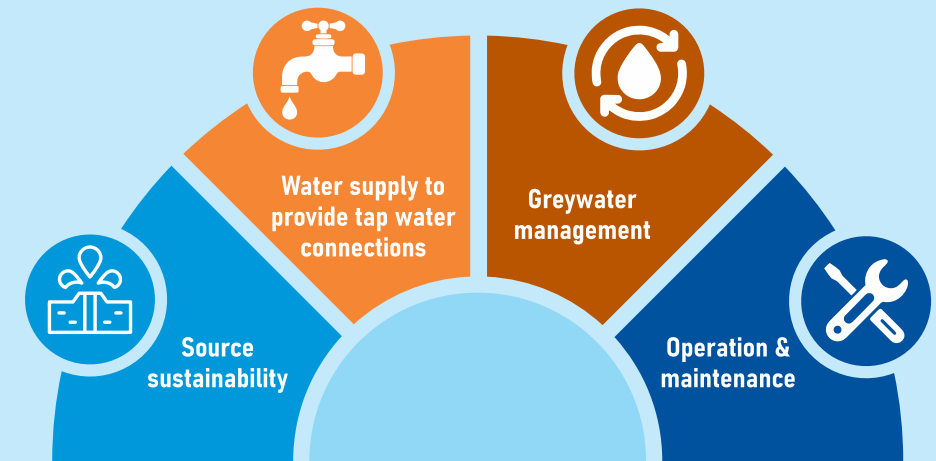 Water supply to
provide tap water
connections
Greywater
management
Source
sustainability
Operation &
maintenance